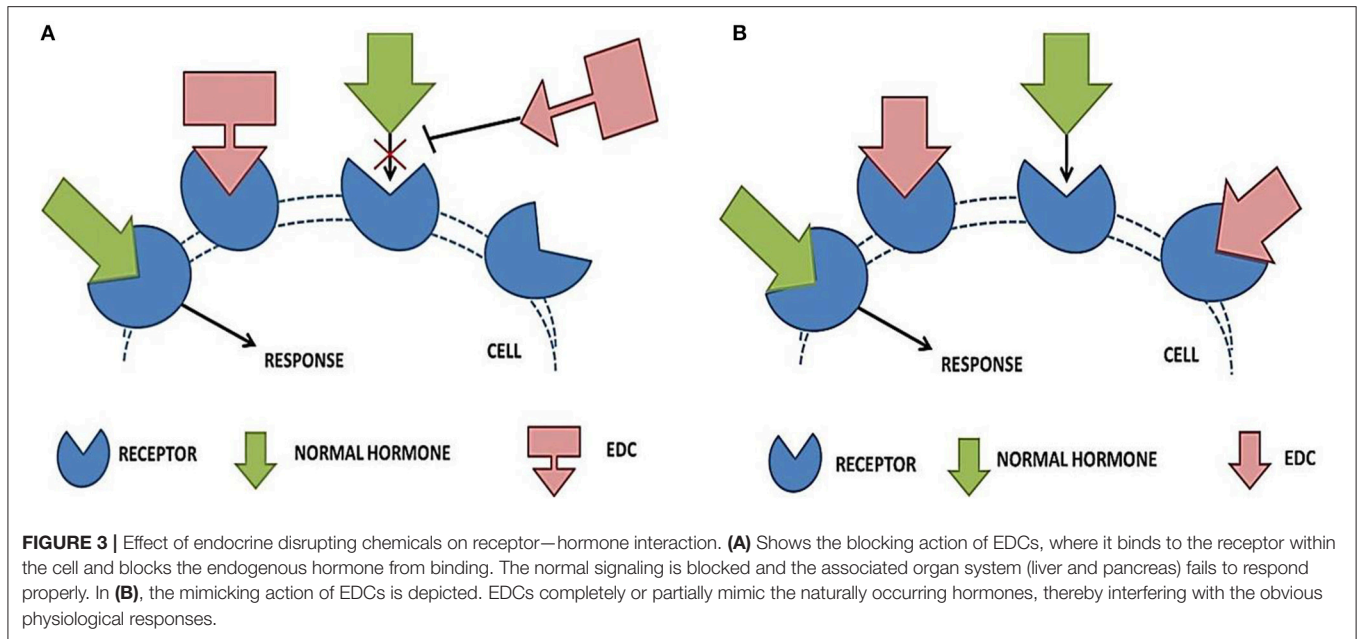 A
B
RESPONSE
CELL
RESPONSE
CELL
RECEPTOR
NORMAL HORMONE
EDC
RECEPTOR
NORMAL HORMONE
EDC
FIGURE 3 | Effect of endocrine disrupting chemicals on receptor—hormone interaction. (A) Shows the blocking action of EDCs, where it binds to the receptor within
the cell and blocks the endogenous hormone from binding. The normal signaling is blocked and the associated organ system (liver and pancreas) fails to respond
properly. In (B), the mimicking action of EDCs is depicted. EDCs completely or partially mimic the naturally occurring hormones, thereby interfering with the obvious
physiological responses.